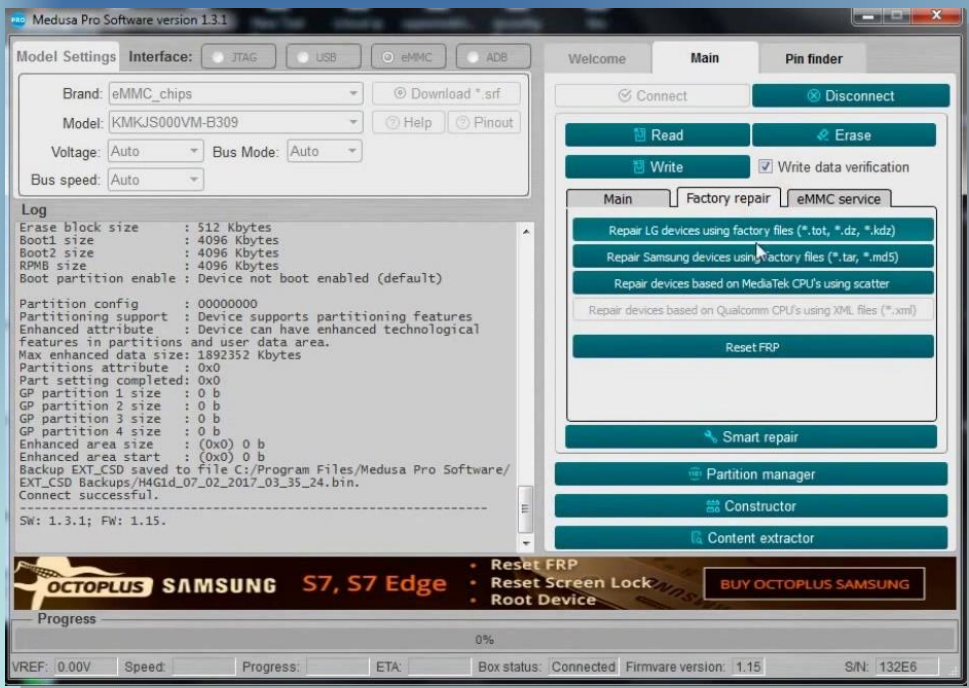 PRO Medusa Pro Software version 1.3.1
Model Settings Interface: JTAG USB eMMC ADB
Brand: eMMC_chips Download *.srf
Model: KMKJS000VM-B309 Help Pinout
Voltage: Auto Bus Mode: Auto
Bus speed: Auto
Log
Erase block size : 512 Kbytes
Boot1 size : 4096 Kbytes
Boot2 size : 4096 Kbytes
RPMB size : 4096 Kbytes
Boot partition enable : Device not boot enabled (default)
Partition config : 00000000
Partitioning support : Device supports partitioning features
Enhanced attribute : Device can have enhanced technological
features in partitions and user data area.
Max enhanced data size: 1892352 Kbytes
Partitions attribute : 0x0
Part setting completed: 0x0
GP partition 1 size : 0 b
GP partition 2 size : 0 b
GP partition 3 size : 0 b
GP partition 4 size : 0 b
Enhanced area size : (0x0) 0 b
Enhanced area start : (0x0) 0 b
Backup EXT_CSD saved to file C:/Program Files/Medusa Pro Software/
EXT_CSD Backups/H4G1d_07_02_2017_03_35_24.bin.
Connect successful.
--------------------------------------------------------------
SW: 1.3.1; FW: 1.15.
Welcome Main Pin finder
Connect Disconnect
Read Erase
Write Write data verification
Main Factory repair eMMC service
Repair LG devices using factory files (*.tot, *.dz, *.kdz)
Repair Samsung devices using factory files (*.tar, *.md5)
Repair devices based on MediaTek CPU's using scatter
Repair devices based on Qualcomm CPU's using XML files (*.xml)
Reset FRP
Smart repair
Partition manager
Constructor
Content extractor
OCTOPLUS SAMSUNG S7, S7 Edge
• Reset FRP
• Reset Screen Lock
• Root Device
BUY OCTOPLUS SAMSUNG
Progress
0%
VREF: 0.00V Speed: Progress: ETA: Box status: Connected Firmvare version: 1.15 S/N: 132E6